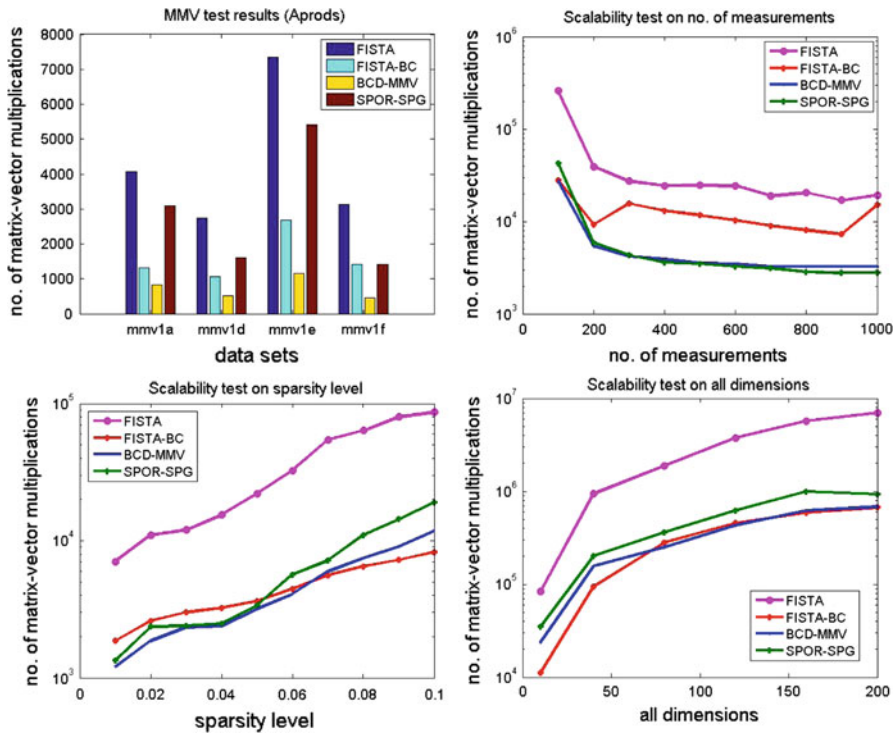 MMV test results (Aprods)
no. of matrix-vector multiplications
8000
7000
6000
5000
4000
3000
2000
1000
0
FISTA
FISTA-BC
BCD-MMV
SPOR-SPG
mmv1a mmv1d mmv1e mmv1f
data sets
Scalability test on no. of measurements
no. of matrix-vector multiplications
10^6
10^5
10^4
10^3
FISTA
FISTA-BC
BCD-MMV
SPOR-SPG
0 200 400 600 800 1000
no. of measurements
Scalability test on sparsity level
no. of matrix-vector multiplications
10^5
10^4
10^3
FISTA
FISTA-BC
BCD-MMV
SPOR-SPG
0 0.02 0.04 0.06 0.08 0.1
sparsity level
Scalability test on all dimensions
no. of matrix-vector multiplications
10^7
10^6
10^5
10^4
FISTA
FISTA-BC
BCD-MMV
SPOR-SPG
0 50 100 150 200
all dimensions